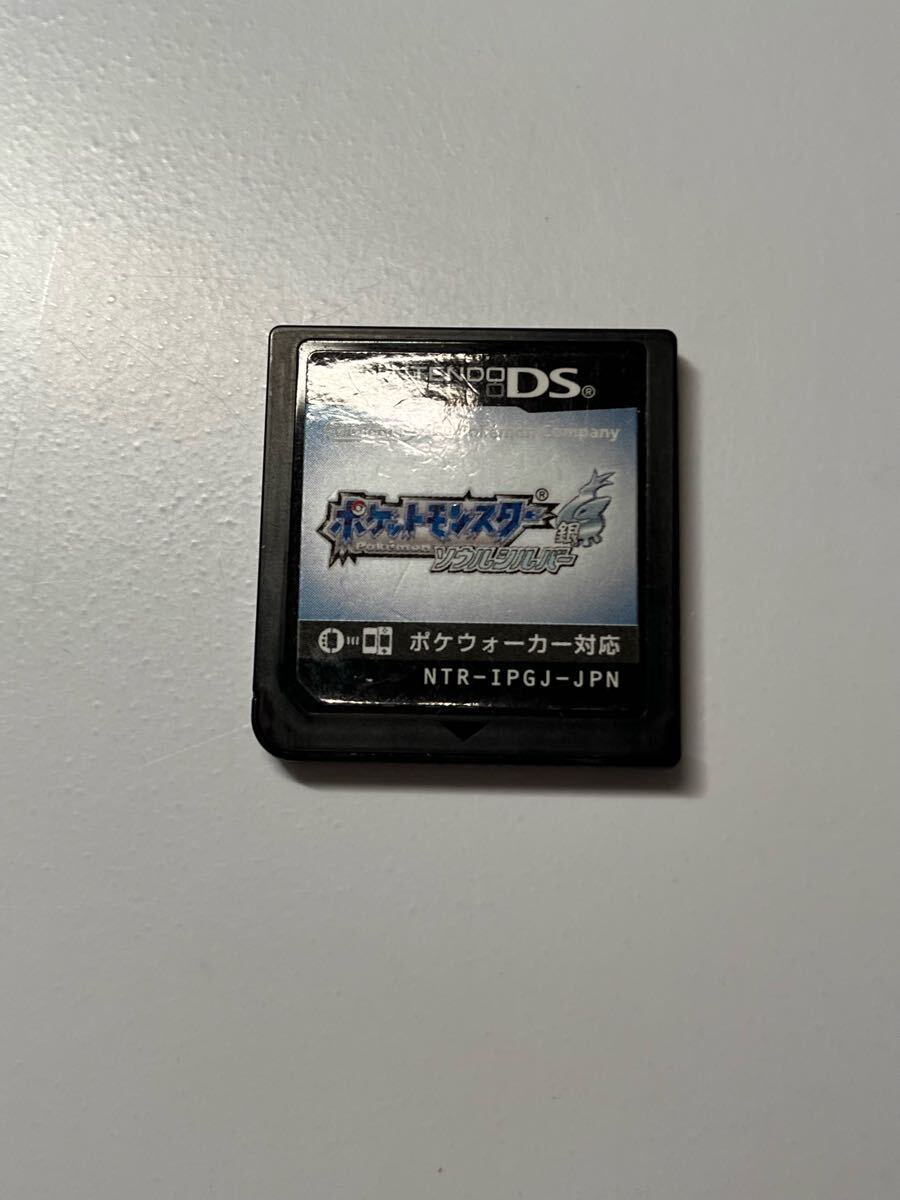 NINTENDO DS®
Company
ポケットモンスター®
Pokémon
銀
ソウルシルバー
ポケウォーカー対応
NTR-IPGJ-JPN